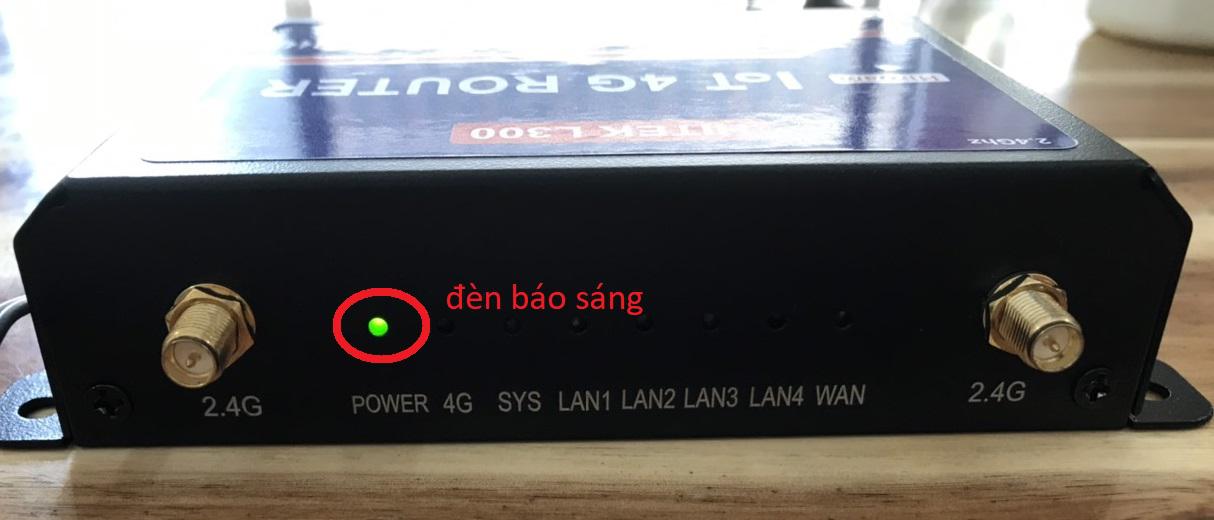 IoT 4G ROUTER
L300
2.4Ghz
đèn báo sáng
2.4G POWER 4G SYS LAN1 LAN2 LAN3 LAN4 WAN 2.4G